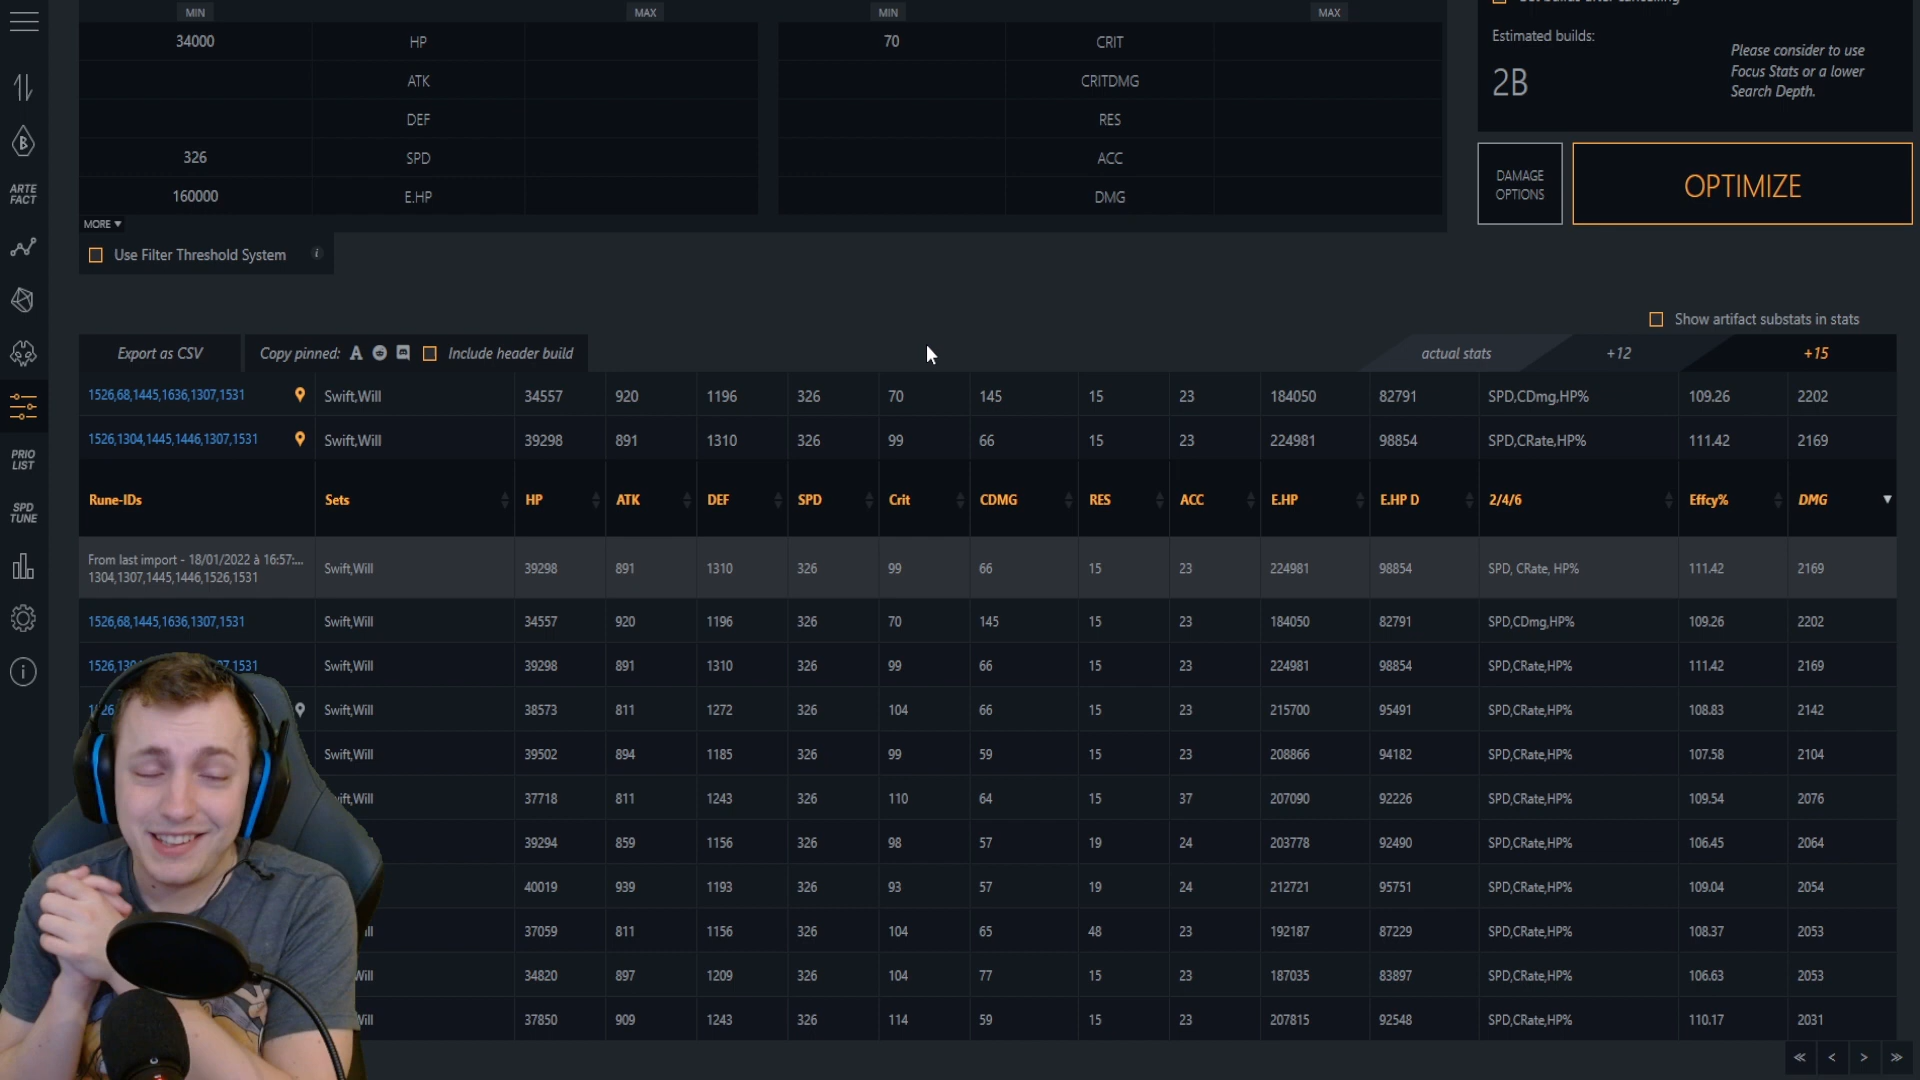 Get builds after cancelling
MIN MAX MIN MAX
34000 HP 70 CRIT
ATK CRITDMG
DEF RES
326 SPD ACC
160000 E.HP DMG
MORE ▼
Use Filter Threshold System i
Estimated builds:
2B
Please consider to use
Focus Stats or a lower
Search Depth.
DAMAGE
OPTIONS
OPTIMIZE
ARTE
FACT
PRIO
LIST
SPD
TUNE
Show artifact substats in stats
Export as CSV Copy pinned: A Include header build actual stats +12 +15
1526,68,1445,1636,1307,1531 Swift,Will 34557 920 1196 326 70 145 15 23 184050 82791 SPD,CDmg,HP% 109.26 2202
1526,1304,1445,1446,1307,1531 Swift,Will 39298 891 1310 326 99 66 15 23 224981 98854 SPD,CRate,HP% 111.42 2169
Rune-IDs Sets HP ATK DEF SPD Crit CDMG RES ACC E.HP E.HP D 2/4/6 Effcy% DMG
From last import - 18/01/2022 à 16:57:...
1304,1307,1445,1446,1526,1531 Swift,Will 39298 891 1310 326 99 66 15 23 224981 98854 SPD, CRate, HP% 111.42 2169
1526,68,1445,1636,1307,1531 Swift,Will 34557 920 1196 326 70 145 15 23 184050 82791 SPD,CDmg,HP% 109.26 2202
Swift,Will 39298 891 1310 326 99 66 15 23 224981 98854 SPD,CRate,HP% 111.42 2169
Swift,Will 38573 811 1272 326 104 66 15 23 215700 95491 SPD,CRate,HP% 108.83 2142
Swift,Will 39502 894 1185 326 99 59 15 23 208866 94182 SPD,CRate,HP% 107.58 2104
37718 811 1243 326 110 64 15 37 207090 92226 SPD,CRate,HP% 109.54 2076
39294 859 1156 326 98 57 19 24 203778 92490 SPD,CRate,HP% 106.45 2064
40019 939 1193 326 93 57 19 24 212721 95751 SPD,CRate,HP% 109.04 2054
37059 811 1156 326 104 65 48 23 192187 87229 SPD,CRate,HP% 108.37 2053
34820 897 1209 326 104 77 15 23 187035 83897 SPD,CRate,HP% 106.63 2053
37850 909 1243 326 114 59 15 23 207815 92548 SPD,CRate,HP% 110.17 2031